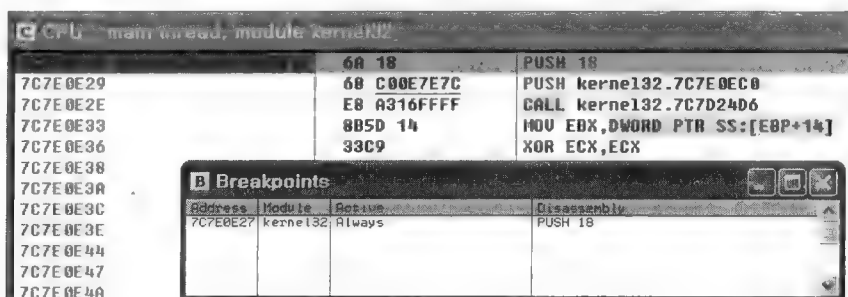 C CPU - main thread, module kernel32
6A 18 PUSH 18
7C7E0E29 68 C00E7E7C PUSH kernel32.7C7E0EC0
7C7E0E2E E8 A316FFFF CALL kernel32.7C7D24D6
7C7E0E33 8B5D 14 MOV EBX,DWORD PTR SS:[EBP+14]
7C7E0E36 33C9 XOR ECX,ECX
7C7E0E38
B Breakpoints
7C7E0E3A
Address Module Active Disassembly
7C7E0E3C
7C7E0E27 kernel32 Always PUSH 18
7C7E0E3E
7C7E0E44
7C7E0E47
7C7E0E4A